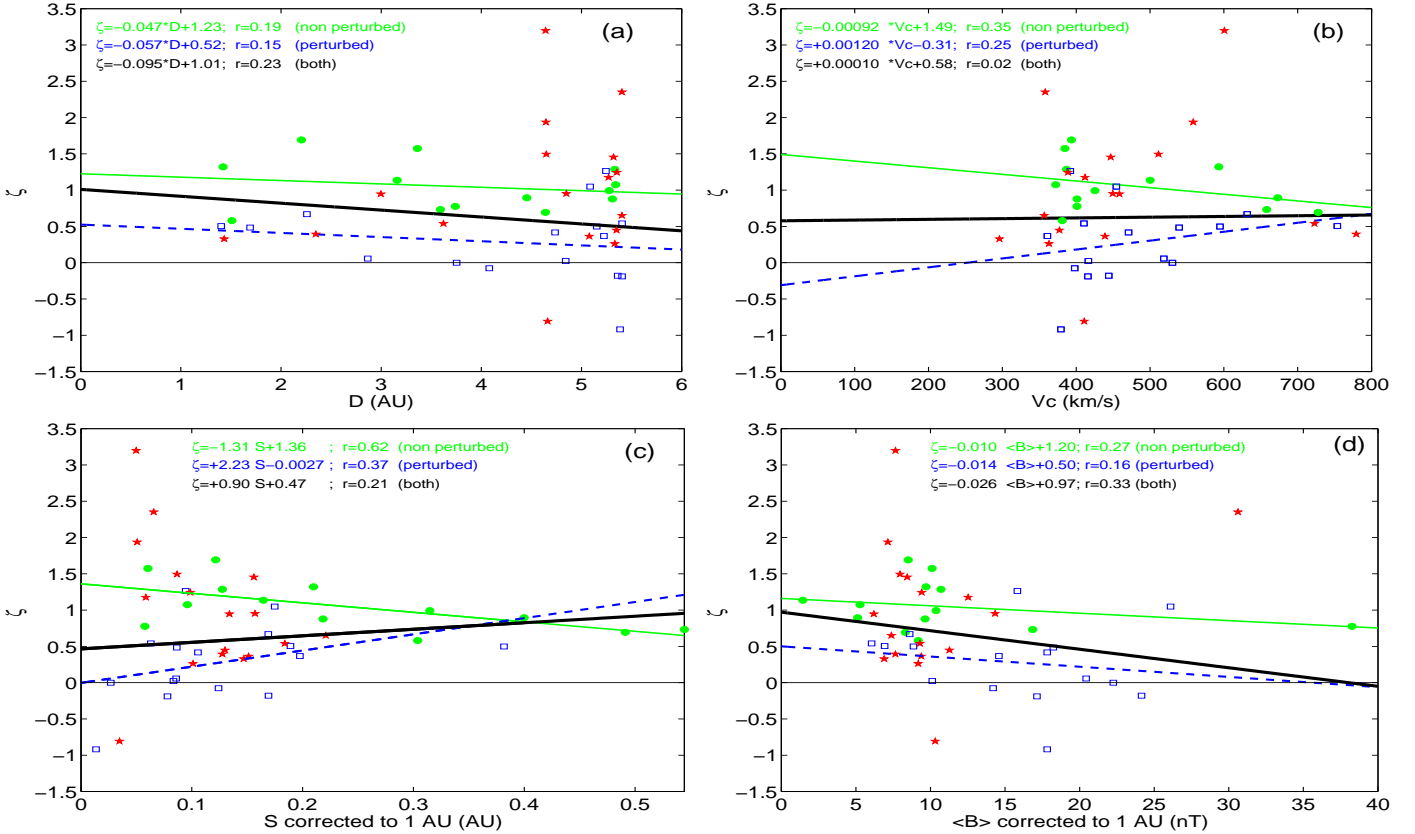 ζ=−0.047*D+1.23; r=0.19 (non perturbed)
ζ=−0.057*D+0.52; r=0.15 (perturbed)
ζ=−0.095*D+1.01; r=0.23 (both)
(a)
3.5
3
2.5
2
1.5
1
0.5
0
−0.5
−1
−1.5
ζ
0 1 2 3 4 5 6
D (AU)
ζ=−0.00092 *Vc+1.49; r=0.35 (non perturbed)
ζ=+0.00120 *Vc−0.31; r=0.25 (perturbed)
ζ=+0.00010 *Vc+0.58; r=0.02 (both)
(b)
3.5
3
2.5
2
1.5
1
0.5
0
−0.5
−1
−1.5
ζ
0 100 200 300 400 500 600 700 800
Vc (km/s)
ζ=−1.31 S+1.36 ; r=0.62 (non perturbed)
ζ=+2.23 S−0.0027 ; r=0.37 (perturbed)
ζ=+0.90 S+0.47 ; r=0.21 (both)
(c)
3.5
3
2.5
2
1.5
1
0.5
0
−0.5
−1
−1.5
ζ
0 0.1 0.2 0.3 0.4 0.5
S corrected to 1 AU (AU)
ζ=−0.010 <B>+1.20; r=0.27 (non perturbed)
ζ=−0.014 <B>+0.50; r=0.16 (perturbed)
ζ=−0.026 <B>+0.97; r=0.33 (both)
(d)
3.5
3
2.5
2
1.5
1
0.5
0
−0.5
−1
−1.5
ζ
0 5 10 15 20 25 30 35 40
<B> corrected to 1 AU (nT)